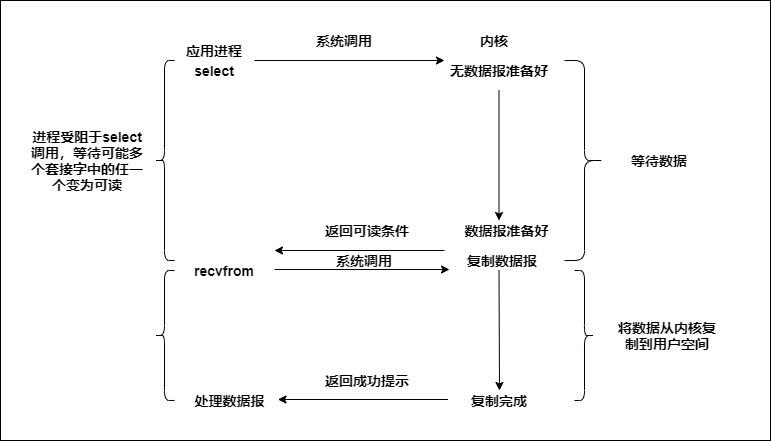 应用进程
系统调用
内核
select
无数据报准备好
进程受阻于select
调用，等待可能多
个套接字中的任一
个变为可读
等待数据
返回可读条件
数据报准备好
系统调用
复制数据报
recvfrom
将数据从内核复
制到用户空间
返回成功提示
处理数据报
复制完成